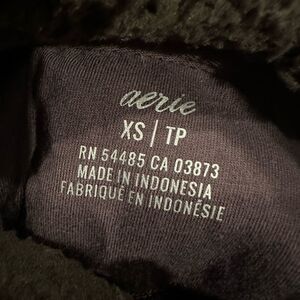 aerie
XS | TP
RN 54485 CA 03873
MADE IN INDONESIA
FABRIQUÉ EN INDONÉSIE